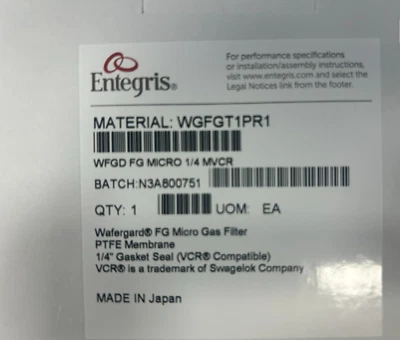 Entegris®
For performance specifications
or installation/assembly instructions,
visit www.entegris.com and select the
Legal Notices link from the footer.
MATERIAL: WGFGT1PR1
WFGD FG MICRO 1/4 MVCR
BATCH:N3A600751
QTY: 1 UOM: EA
Wafergard® FG Micro Gas Filter
PTFE Membrane
1/4" Gasket Seal (VCR® Compatible)
VCR® is a trademark of Swagelok Company
MADE IN Japan